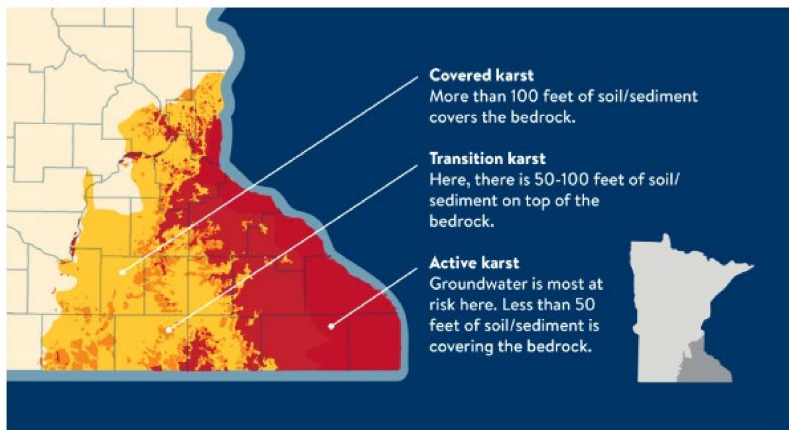 Covered karst
More than 100 feet of soil/sediment
covers the bedrock.
Transition karst
Here, there is 50-100 feet of soil/
sediment on top of the
bedrock.
Active karst
Groundwater is most at
risk here. Less than 50
feet of soil/sediment is
covering the bedrock.